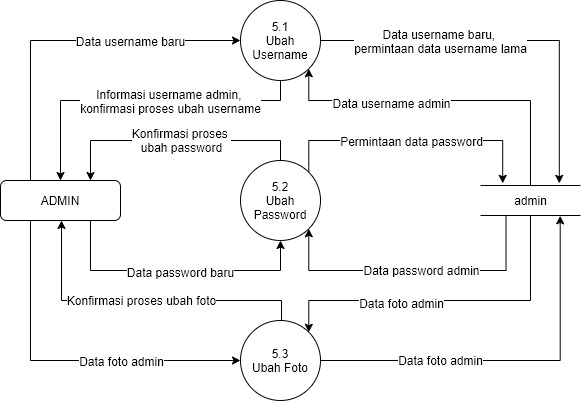 5.1
Ubah
Username
Data username baru
Data username baru,
permintaan data username lama
Informasi username admin,
konfirmasi proses ubah username
Data username admin
Konfirmasi proses
ubah password
Permintaan data password
ADMIN
5.2
Ubah
Password
admin
Data password baru
Data password admin
Konfirmasi proses ubah foto
Data foto admin
5.3
Ubah Foto
Data foto admin
Data foto admin